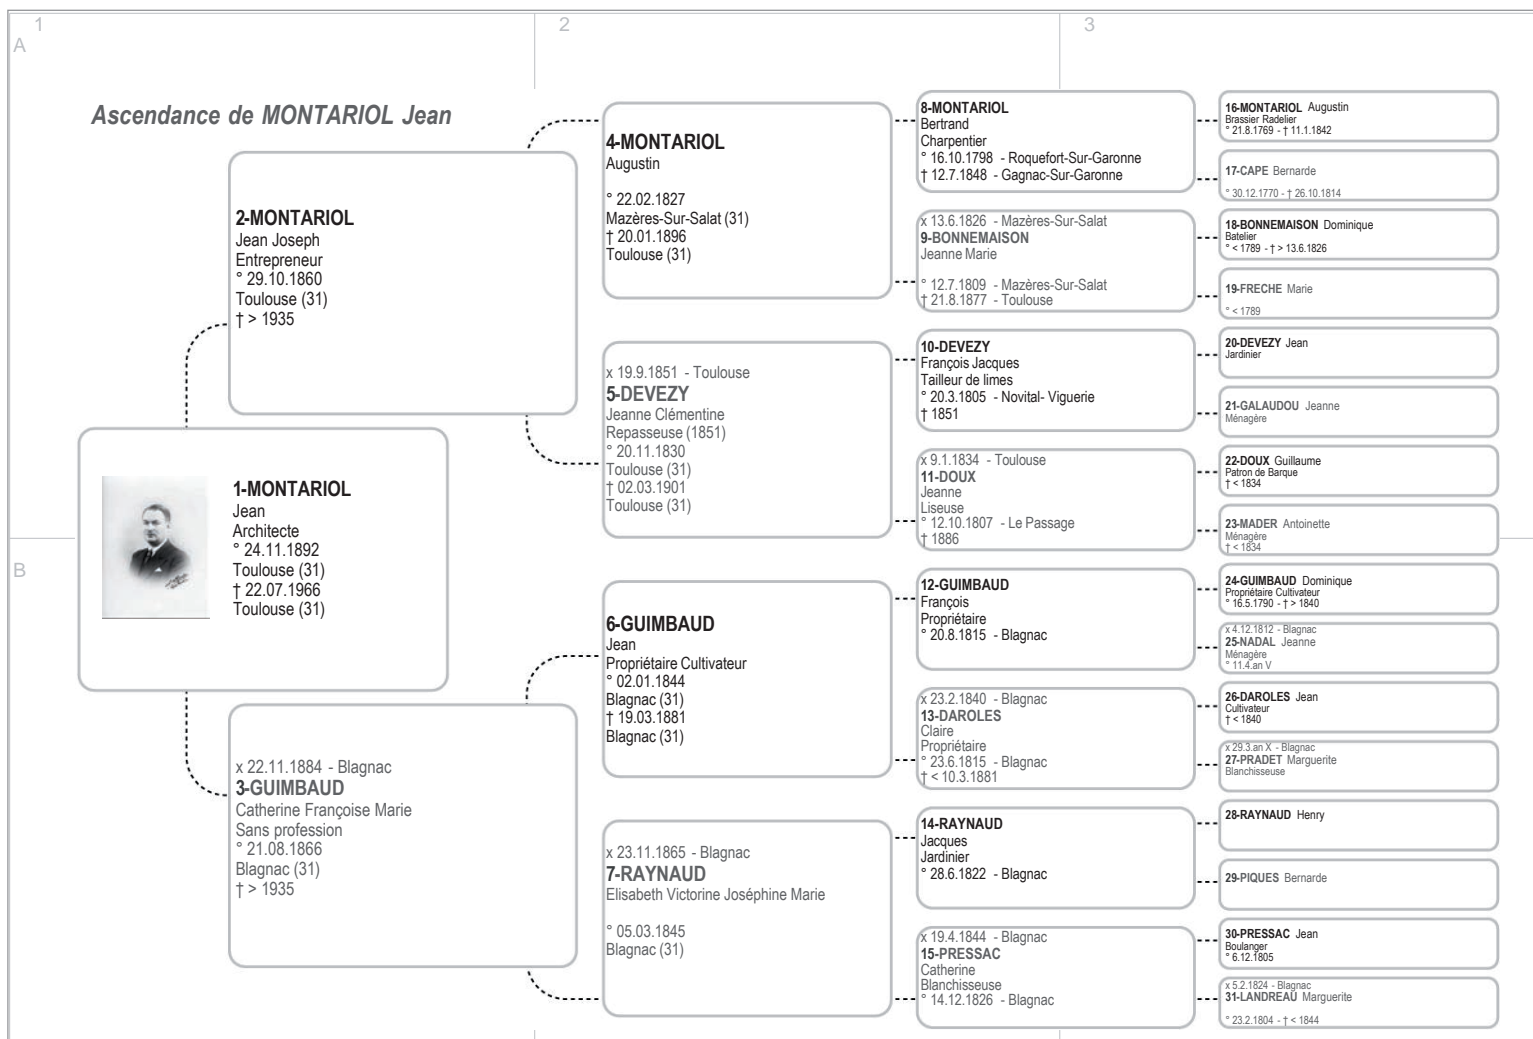 1
2
3
A
B
Ascendance de MONTARIOL Jean
1-MONTARIOL
Jean
Architecte
° 24.11.1892
Toulouse (31)
† 22.07.1966
Toulouse (31)
2-MONTARIOL
Jean Joseph
Entrepreneur
° 29.10.1860
Toulouse (31)
† > 1935
x 22.11.1884 - Blagnac
3-GUIMBAUD
Catherine Françoise Marie
Sans profession
° 21.08.1866
Blagnac (31)
† > 1935
4-MONTARIOL
Augustin
° 22.02.1827
Mazères-Sur-Salat (31)
† 20.01.1896
Toulouse (31)
x 19.9.1851 - Toulouse
5-DEVEZY
Jeanne Clémentine
Repasseuse (1851)
° 20.11.1830
Toulouse (31)
† 02.03.1901
Toulouse (31)
6-GUIMBAUD
Jean
Propriétaire Cultivateur
° 02.01.1844
Blagnac (31)
† 19.03.1881
Blagnac (31)
x 23.11.1865 - Blagnac
7-RAYNAUD
Elisabeth Victorine Joséphine Marie
° 05.03.1845
Blagnac (31)
8-MONTARIOL
Bertrand
Charpentier
° 16.10.1798 - Roquefort-Sur-Garonne
† 12.7.1848 - Gagnac-Sur-Garonne
x 13.6.1826 - Mazères-Sur-Salat
9-BONNEMAISON
Jeanne Marie
° 12.7.1809 - Mazères-Sur-Salat
† 21.8.1877 - Toulouse
10-DEVEZY
François Jacques
Tailleur de limes
° 20.3.1805 - Novital- Viguerie
† 1851
x 9.1.1834 - Toulouse
11-DOUX
Jeanne
Liseuse
° 12.10.1807 - Le Passage
† 1886
12-GUIMBAUD
François
Propriétaire
° 20.8.1815 - Blagnac
x 23.2.1840 - Blagnac
13-DAROLES
Claire
Propriétaire
° 23.6.1815 - Blagnac
† < 10.3.1881
14-RAYNAUD
Jacques
Jardinier
° 28.6.1822 - Blagnac
x 19.4.1844 - Blagnac
15-PRESSAC
Catherine
Blanchisseuse
° 14.12.1826 - Blagnac
16-MONTARIOL Augustin
Brassier Radelier
° 21.8.1769 - † 11.1.1842
17-CAPE Bernarde
° 30.12.1770 - † 26.10.1814
18-BONNEMAISON Dominique
Batelier
° < 1789 - † > 13.6.1826
19-FRECHE Marie
° < 1789
20-DEVEZY Jean
Jardinier
21-GALAUDOU Jeanne
Ménagère
22-DOUX Guillaume
Patron de Barque
† < 1834
23-MADER Antoinette
Ménagère
† < 1834
24-GUIMBAUD Dominique
Propriétaire Cultivateur
° 16.5.1790 - † > 1840
x 4.12.1812 - Blagnac
25-NADAL Jeanne
Ménagère
° 11.4.an V
26-DAROLES Jean
Cultivateur
† < 1840
x 29.3.an X - Blagnac
27-PRADET Marguerite
Blanchisseuse
28-RAYNAUD Henry
29-PIQUES Bernarde
30-PRESSAC Jean
Boulanger
° 6.12.1805
x 5.2.1824 - Blagnac
31-LANDREAU Marguerite
° 23.2.1804 - † < 1844